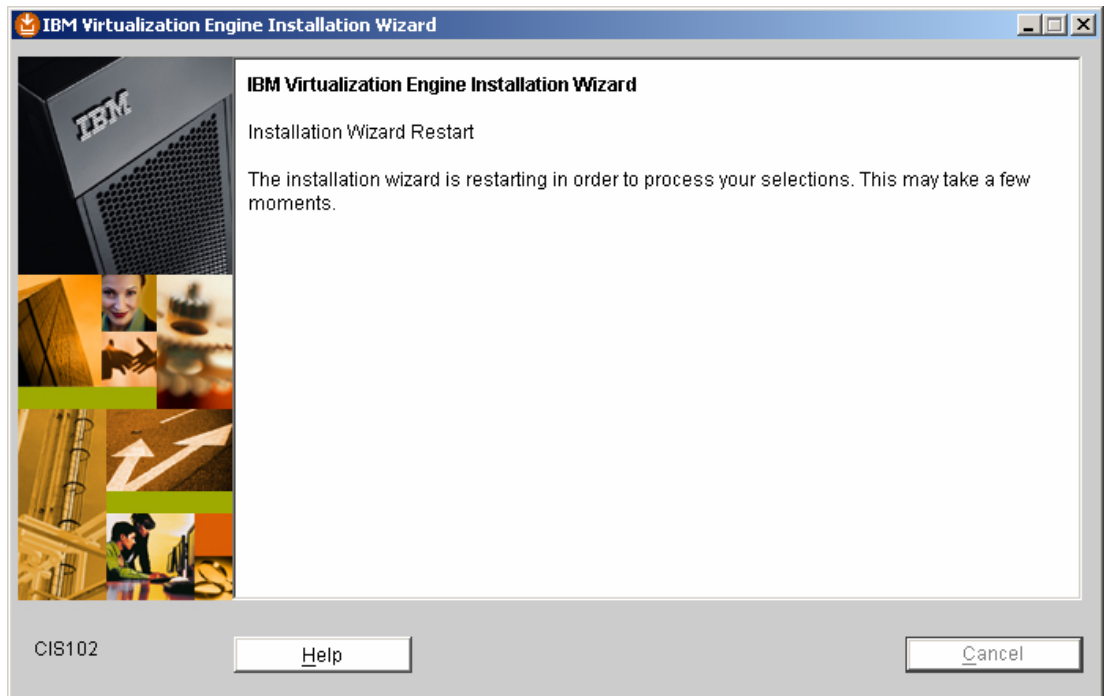 IBM Virtualization Engine Installation Wizard
IBM
IBM Virtualization Engine Installation Wizard
Installation Wizard Restart
The installation wizard is restarting in order to process your selections. This may take a few
moments.
CIS102
Help
Cancel